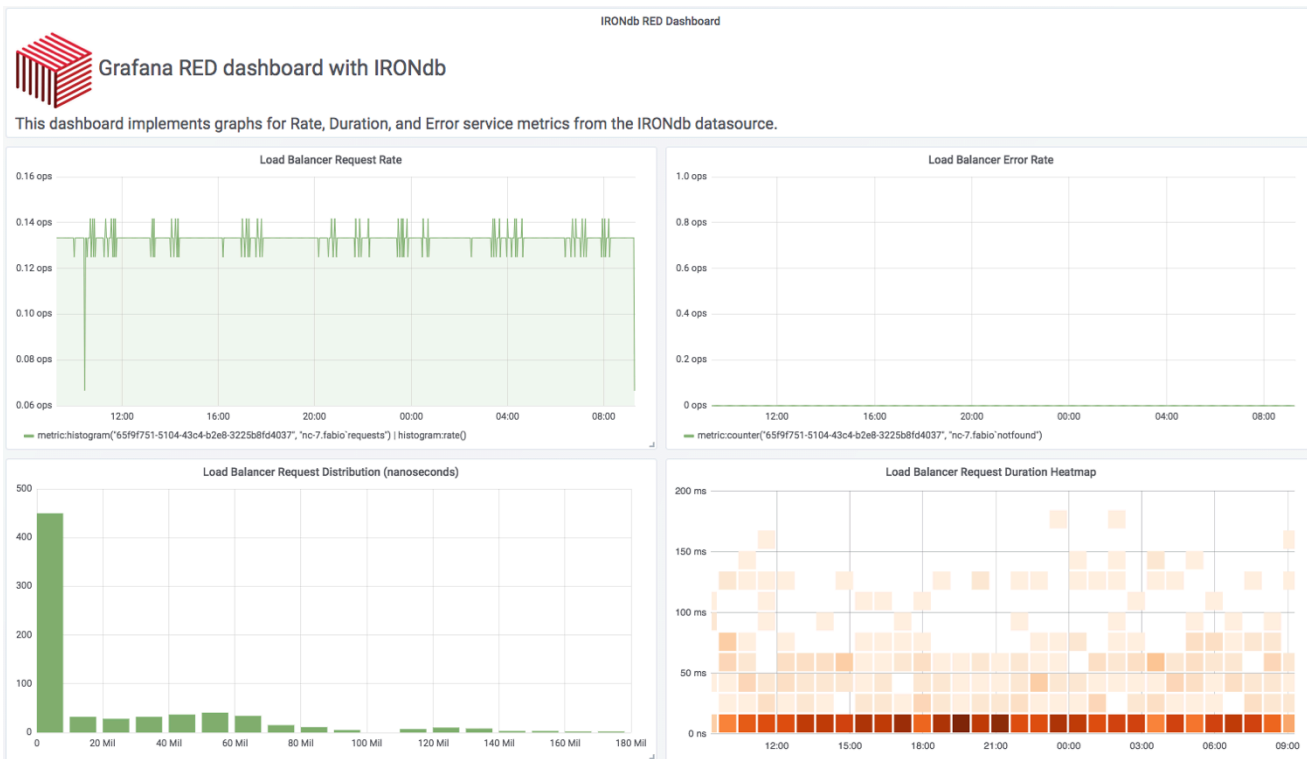 IRONdb RED Dashboard
Grafana RED dashboard with IRONdb
This dashboard implements graphs for Rate, Duration, and Error service metrics from the IRONdb datasource.
Load Balancer Request Rate
0.16 ops
0.14 ops
0.12 ops
0.10 ops
0.08 ops
0.06 ops
12:00 16:00 20:00 00:00 04:00 08:00
metric:histogram("65f9f751-5104-43c4-b2e8-3225b8fd4037", "nc-7.fabio`requests") | histogram:rate()
Load Balancer Error Rate
1.0 ops
0.8 ops
0.6 ops
0.4 ops
0.2 ops
0 ops
12:00 16:00 20:00 00:00 04:00 08:00
metric:counter("65f9f751-5104-43c4-b2e8-3225b8fd4037", "nc-7.fabio`notfound")
Load Balancer Request Distribution (nanoseconds)
500
400
300
200
100
0
0 20 Mil 40 Mil 60 Mil 80 Mil 100 Mil 120 Mil 140 Mil 160 Mil 180 Mil
Load Balancer Request Duration Heatmap
200 ms
150 ms
100 ms
50 ms
0 ns
12:00 15:00 18:00 21:00 00:00 03:00 06:00 09:00